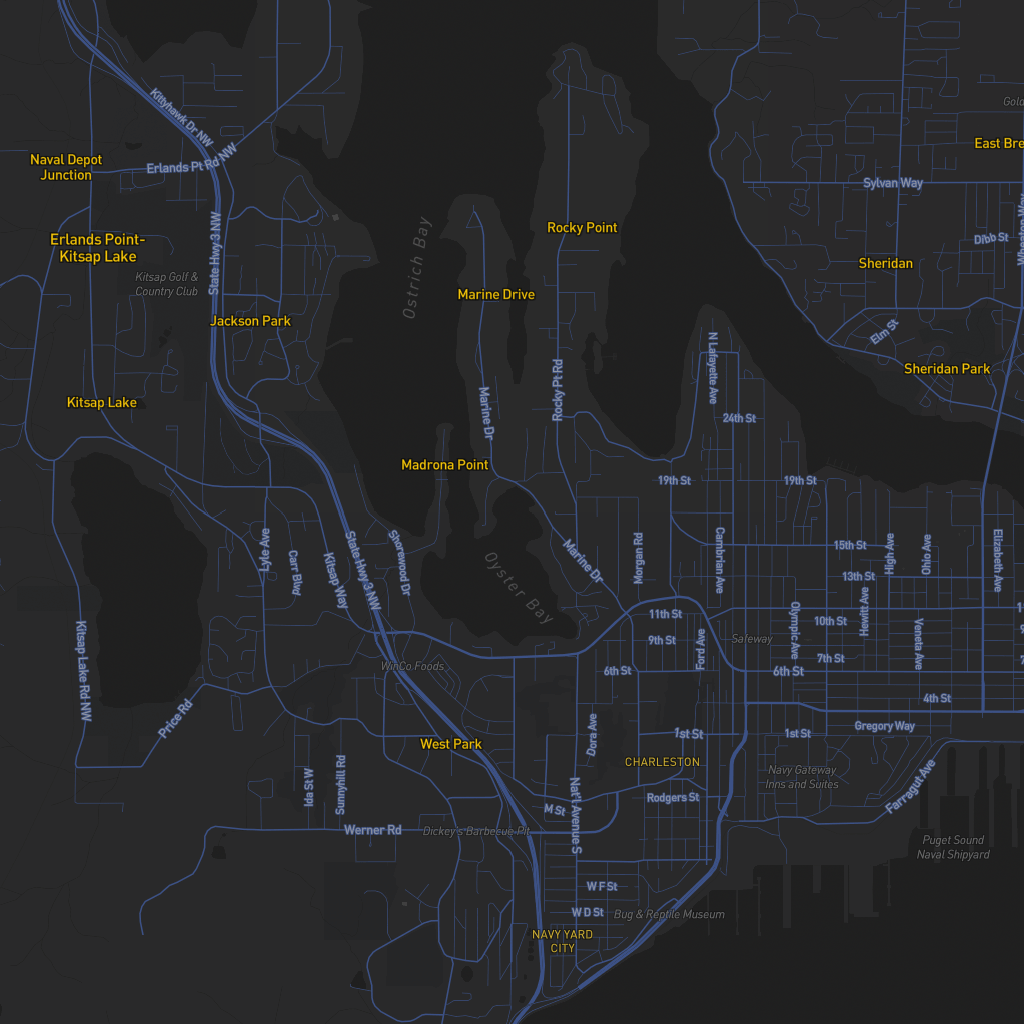 Kittyhawk Dr NW
Gold
Naval Depot
Junction
Erlands Pt Rd NW
East Bre
Sylvan Way
Wheaton Way
Erlands Point-
Kitsap Lake
State Hwy 3 NW
Ostrich Bay
Rocky Point
Dibb St
Kitsap Golf &
Country Club
Sheridan
Marine Drive
Jackson Park
Elm St
N Lafayette Ave
Sheridan Park
Rocky Pt Rd
Kitsap Lake
Marine Dr
24th St
Madrona Point
19th St
19th St
Lyle Ave
Carr Blvd
Kitsap Way
State Hwy 3 NW
Shorewood Dr
Oyster Bay
Marine Dr
Morgan Rd
Cambrian Ave
15th St
High Ave
Ohio Ave
Elizabeth Ave
13th St
11th St
Olympic Ave
10th St
Hewitt Ave
Veneta Ave
9th St
Ford Ave
Safeway
7th St
Kitsap Lake Rd NW
WinCo Foods
6th St
6th St
4th St
Price Rd
West Park
Dora Ave
1st St
1st St
Gregory Way
CHARLESTON
Navy Gateway
Inns and Suites
Farragut Ave
Ida St W
Sunnyhill Rd
Nat'l Avenue S
M St
Rodgers St
Werner Rd
Dickey's Barbecue Pit
Puget Sound
Naval Shipyard
W F St
W D St
Bug & Reptile Museum
NAVY YARD
CITY